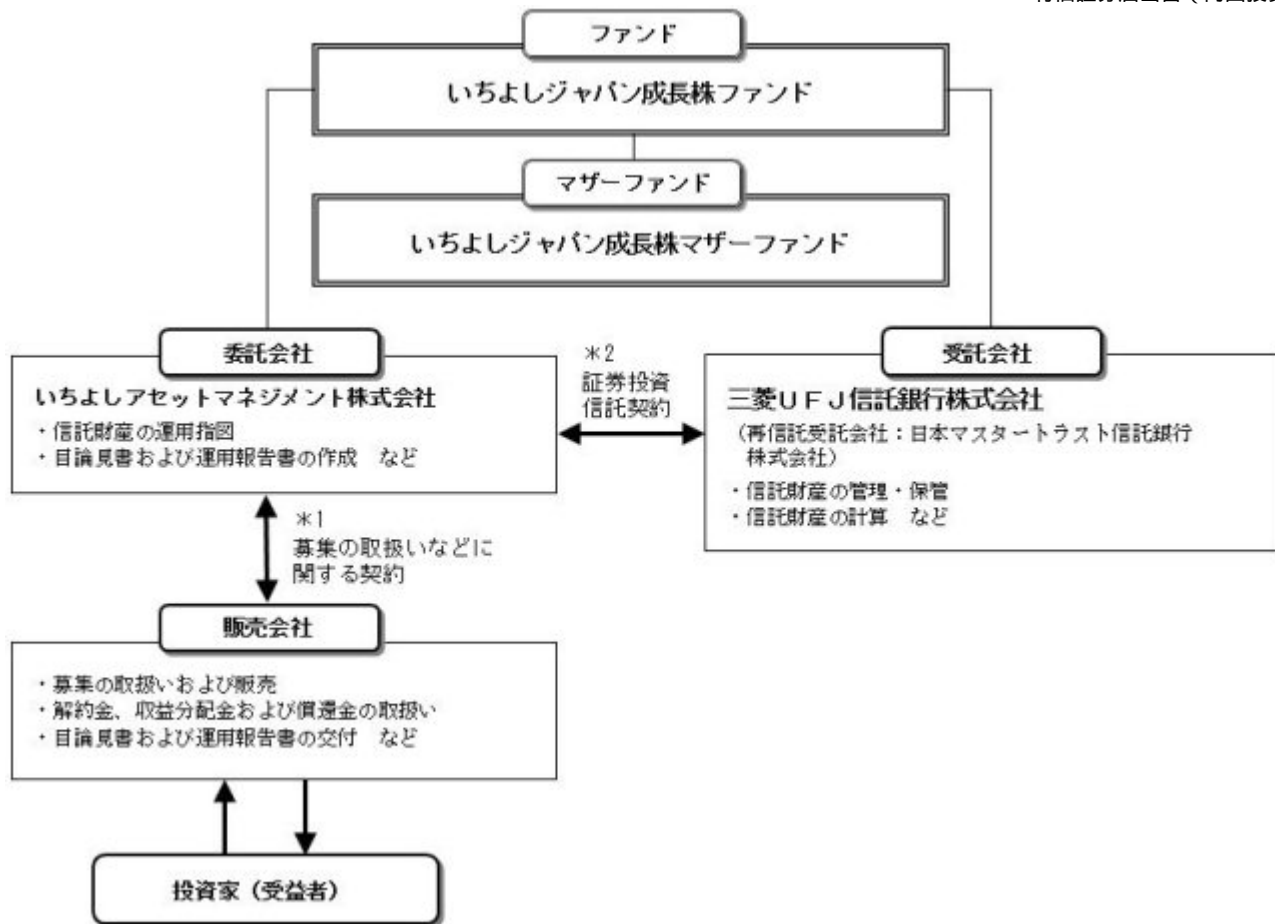 ファンド
いちよしジャパン成長株ファンド
マザーファンド
いちよしジャパン成長株マザーファンド
委託会社
いちよしアセットマネジメント株式会社
・信託財産の運用指図
・目論見書および運用報告書の作成 など
＊2
証券投資
信託契約
受託会社
三菱UFJ信託銀行株式会社
（再信託受託会社：日本マスタートラスト信託銀行
株式会社）
・信託財産の管理・保管
・信託財産の計算 など
＊1
募集の取扱いなどに
関する契約
販売会社
・募集の取扱いおよび販売
・解約金、収益分配金および償還金の取扱い
・目論見書および運用報告書の交付 など
投資家（受益者）